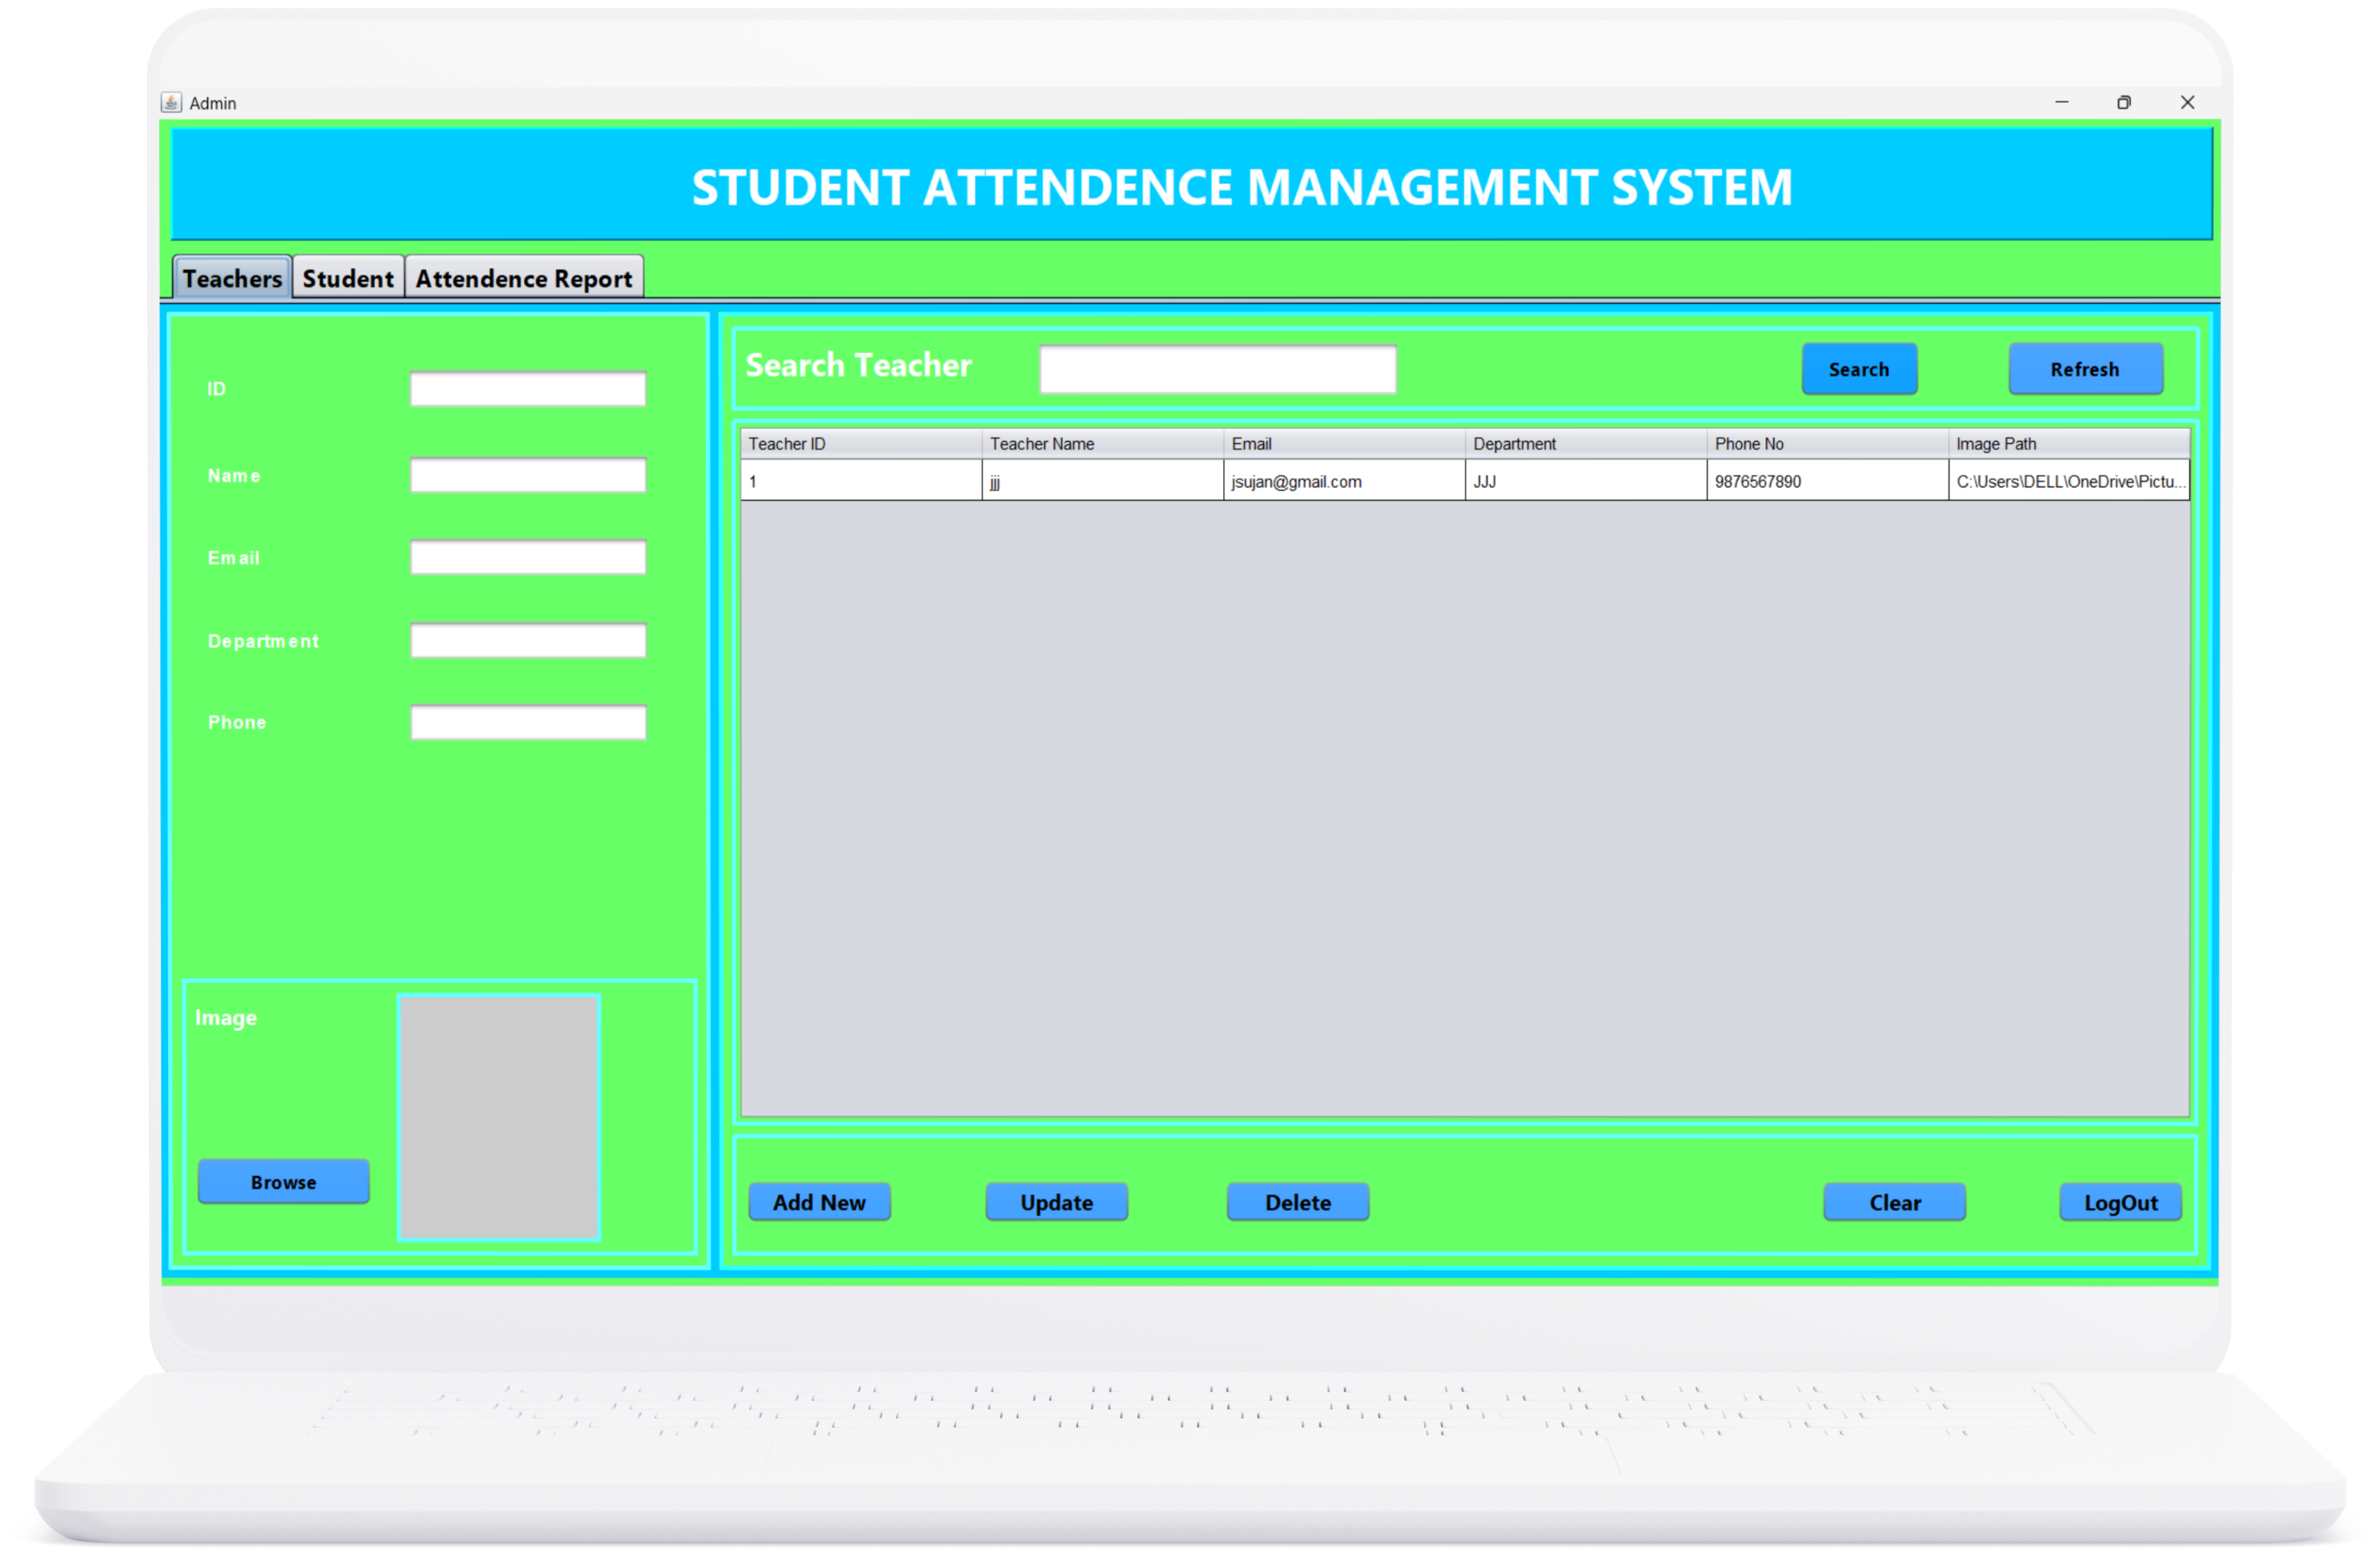 Admin
STUDENT ATTENDENCE MANAGEMENT SYSTEM
Teachers Student Attendence Report
ID
Name
Email
Department
Phone
Image
Browse
Search Teacher Search Refresh
Teacher ID Teacher Name Email Department Phone No Image Path
1 jjj jsujan@gmail.com JJJ 9876567890 C:\Users\DELL\OneDrive\Pictu...
Add New Update Delete Clear LogOut